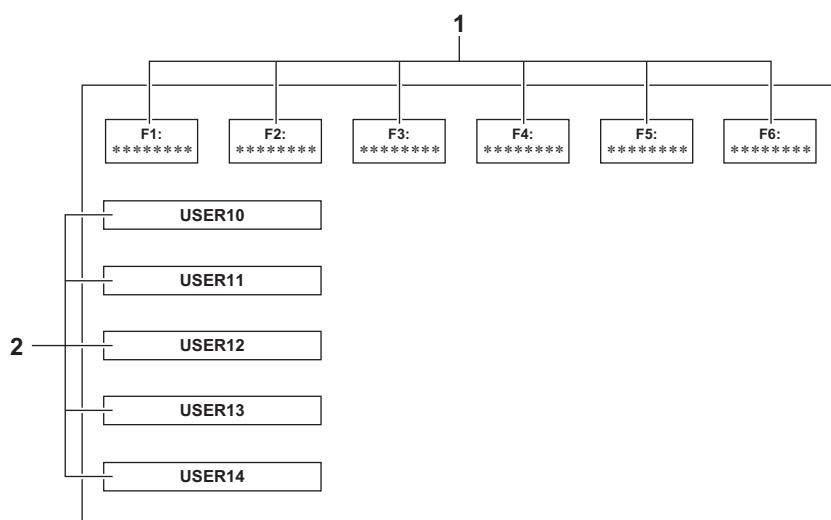 1
F1: F2: F3: F4: F5: F6:
******** ******** ******** ******** ******** ********
USER10
USER11
2 USER12
USER13
USER14